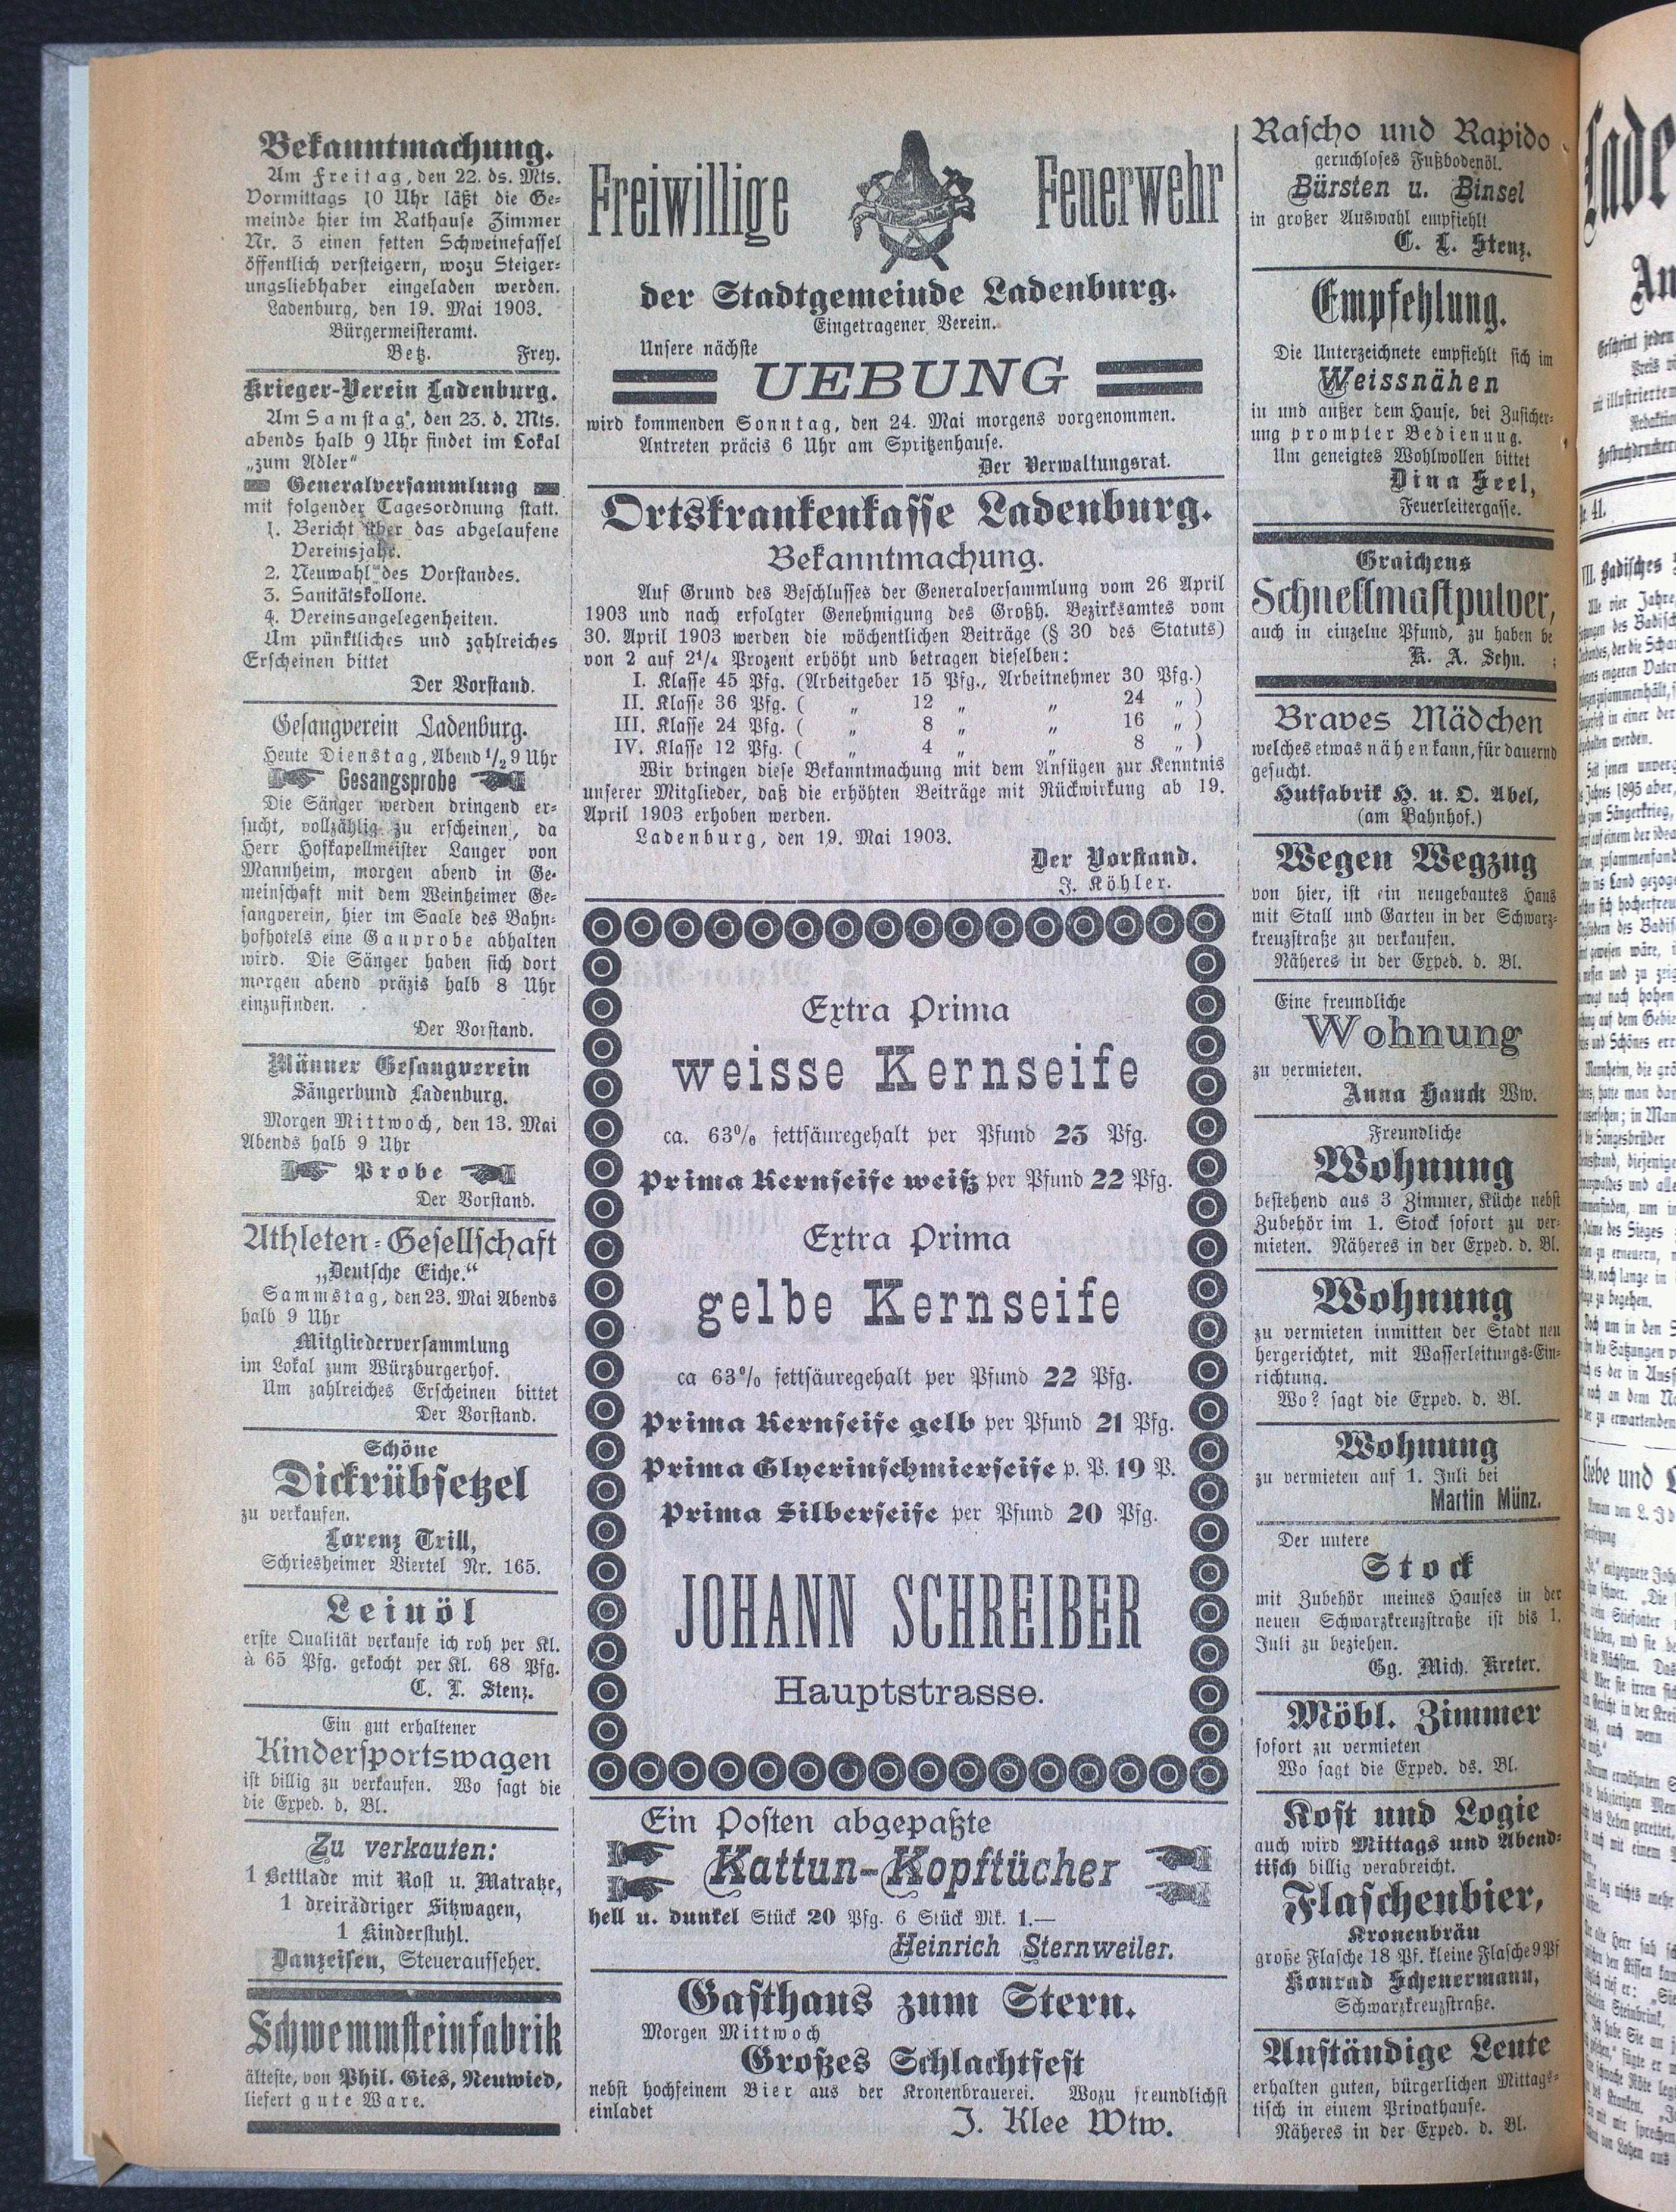 Bekanntmachung.
Am Freitag, den 22. ds. Mts.
Vormittags 10 Uhr läßt die Ge-
meinde hier im Rathause Zimmer
Nr. 3 einen fetten Schweinefassel
öffentlich versteigern, wozu Steiger-
ungsliebhaber eingeladen werden.
Ladenburg, den 19. Mai 1903.
Bürgermeisteramt.
Betz. Frey.
Krieger-Verein Ladenburg.
Am Samstag, den 23. d. Mts.
abends halb 9 Uhr findet im Lokal
„zum Adler“
Generalversammlung
mit folgender Tagesordnung statt.
1. Bericht über das abgelaufene
Vereinsjahr.
2. Neuwahl des Vorstandes.
3. Sanitätskollone.
4. Vereinsangelegenheiten.
Um pünktliches und zahlreiches
Erscheinen bittet
Der Vorstand.
Gesangverein Ladenburg.
Heute Dienstag, Abend 1/2 9 Uhr
Gesangsprobe
Die Sänger werden dringend er-
sucht, vollzählig zu erscheinen, da
Herr Hofkapellmeister Langer von
Mannheim, morgen abend in Ge-
meinschaft mit dem Weinheimer Ge-
sangverein, hier im Saale des Bahn-
hofhotels eine Gauprobe abhalten
wird. Die Sänger haben sich dort
morgen abend präzis halb 8 Uhr
einzufinden.
Der Vorstand.
Männer Gesangverein
Sängerbund Ladenburg.
Morgen Mittwoch, den 13. Mai
Abends halb 9 Uhr
Probe
Der Vorstand.
Athleten-Gesellschaft
„Deutsche Eiche.“
Sammstag, den 23. Mai Abends
halb 9 Uhr
Mitgliederversammlung
im Lokal zum Würzburgerhof.
Um zahlreiches Erscheinen bittet
Der Vorstand.
Schöne
Dickrübsetzel
zu verkaufen.
Lorenz Trill,
Schriesheimer Viertel Nr. 165.
Leinöl
erste Qualität verkaufe ich roh per Kl.
à 65 Pfg. gekocht per Kl. 68 Pfg.
C. L. Stenz.
Ein gut erhaltener
Kindersportswagen
ist billig zu verkaufen. Wo sagt die
die Exped. d. Bl.
Zu verkaufen:
1 Bettlade mit Rost u. Matratze,
1 dreirädriger Sitzwagen,
1 Kinderstuhl.
Danzeisen, Steueraufseher.
Schwemmsteinfabrik
älteste, von Phil. Gies, Neuwied,
liefert gute Ware.
Freiwillige Feuerwehr
der Stadtgemeinde Ladenburg.
Eingetragener Verein.
Unsere nächste
UEBUNG
wird kommenden Sonntag, den 24. Mai morgens vorgenommen.
Antreten präcis 6 Uhr am Spritzenhause.
Der Verwaltungsrat.
Ortskrankenkasse Ladenburg.
Bekanntmachung.
Auf Grund des Beschlusses der Generalversammlung vom 26 April
1903 und nach erfolgter Genehmigung des Großh. Bezirksamtes vom
30. April 1903 werden die wöchentlichen Beiträge (§ 30 des Statuts)
von 2 auf 2 1/4 Prozent erhöht und betragen dieselben:
I. Klasse 45 Pfg. (Arbeitgeber 15 Pfg., Arbeitnehmer 30 Pfg.)
II. Klasse 36 Pfg. ( „ 12 „ „ 24 „ )
III. Klasse 24 Pfg. ( „ 8 „ „ 16 „ )
IV. Klasse 12 Pfg. ( „ 4 „ „ 8 „ )
Wir bringen diese Bekanntmachung mit dem Anfügen zur Kenntnis
unserer Mitglieder, daß die erhöhten Beiträge mit Rückwirkung ab 19.
April 1903 erhoben werden.
Ladenburg, den 19. Mai 1903.
Der Vorstand.
J. Köhler.
Extra Prima
weisse Kernseife
ca. 63% fettsäuregehalt per Pfund 23 Pfg.
Prima Kernseife weiß per Pfund 22 Pfg.
Extra Prima
gelbe Kernseife
ca 63% fettsäuregehalt per Pfund 22 Pfg.
Prima Kernseife gelb per Pfund 21 Pfg.
Prima Glyerinschmierseife p. P. 19 P.
Prima Silberseife per Pfund 20 Pfg.
JOHANN SCHREIBER
Hauptstrasse.
Ein Posten abgepaßte
Kattun-Kopftücher
hell u. dunkel Stück 20 Pfg. 6 Stück Mk. 1.—
Heinrich Sternweiler.
Gasthaus zum Stern.
Morgen Mittwoch
Großes Schlachtfest
nebst hochfeinem Bier aus der Kronenbrauerei. Wozu freundlichst
einladet
J. Klee Wtw.
Rascho und Rapido
geruchloses Fußbodenöl.
Bürsten u. Binsel
in großer Auswahl empfiehlt
C. L. Stenz.
Empfehlung.
Die Unterzeichnete empfiehlt sich im
Weissnähen
in und außer dem Hause, bei Zusicher-
ung prompter Bedienung.
Um geneigtes Wohlwollen bittet
Dina Seel,
Feuerleitergasse.
Graichens
Schnellmastpulver,
auch in einzelne Pfund, zu haben be
K. A. Sehn.
Braves Mädchen
welches etwas nähen kann, für dauernd
gesucht.
Hutfabrik H. u. O. Abel,
(am Bahnhof.)
Wegen Wegzug
von hier, ist ein neugebautes Haus
mit Stall und Garten in der Schwarz-
kreuzstraße zu verkaufen.
Näheres in der Exped. d. Bl.
Eine freundliche
Wohnung
zu vermieten.
Anna Hauck Ww.
Freundliche
Wohnung
bestehend aus 3 Zimmer, Küche nebst
Zubehör im 1. Stock sofort zu ver-
mieten. Näheres in der Exped. d. Bl.
Wohnung
zu vermieten inmitten der Stadt neu
hergerichtet, mit Wasserleitungs-Ein-
richtung.
Wo? sagt die Exped. d. Bl.
Wohnung
zu vermieten auf 1. Juli bei
Martin Münz.
Der untere
Stock
mit Zubehör meines Hauses in der
neuen Schwarzkreuzstraße ist bis 1.
Juli zu beziehen.
Gg. Mich. Kreter.
Möbl. Zimmer
sofort zu vermieten
Wo sagt die Exped. ds. Bl.
Kost und Logie
auch wird Mittags und Abend-
tisch billig verabreicht.
Flaschenbier,
Kronenbräu
große Flasche 18 Pf. kleine Flasche 9 Pf
Konrad Scheuermann,
Schwarzkreuzstraße.
Anständige Leute
erhalten guten, bürgerlichen Mittags-
tisch in einem Privathause.
Näheres in der Exped. d. Bl.